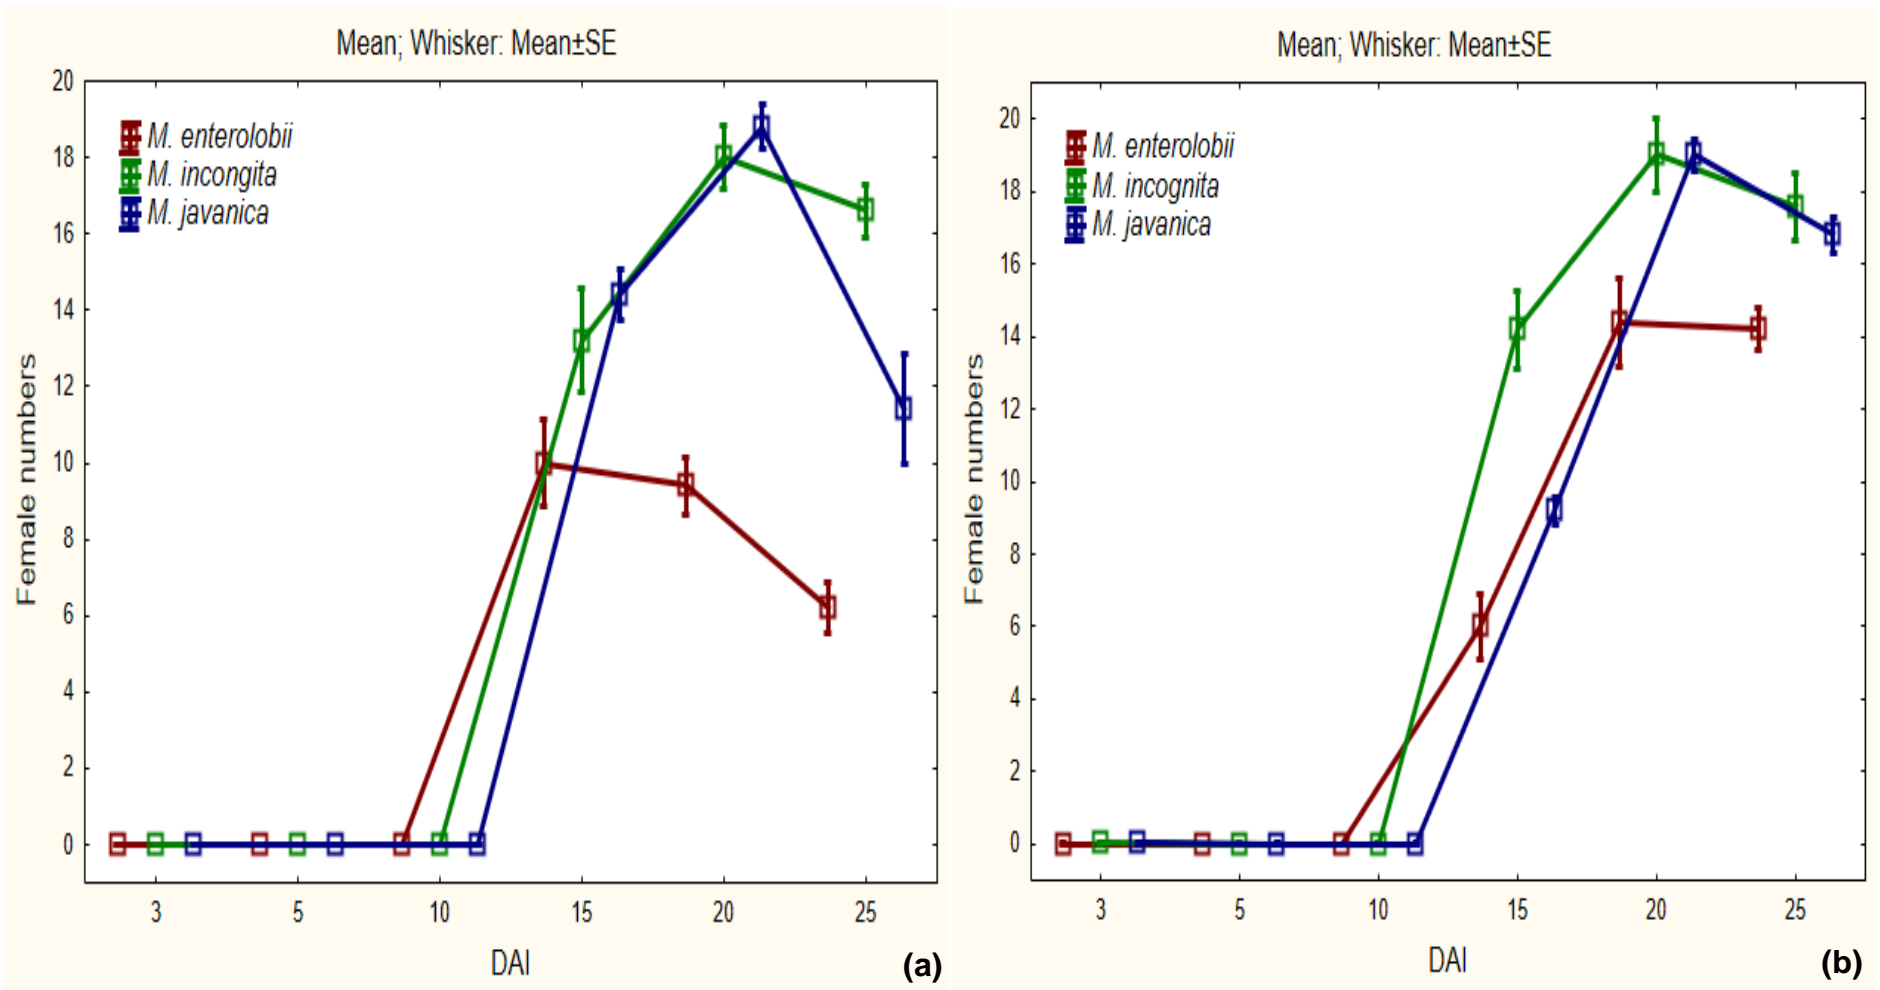 Mean; Whisker: Mean±SE
20
18
16
14
12
10
8
6
4
2
0
Female numbers
M. enterolobii
M. incongita
M. javanica
3 5 10 15 20 25
DAI
(a)
Mean; Whisker: Mean±SE
20
18
16
14
12
10
8
6
4
2
0
Female numbers
M. enterolobii
M. incognita
M. javanica
3 5 10 15 20 25
DAI
(b)